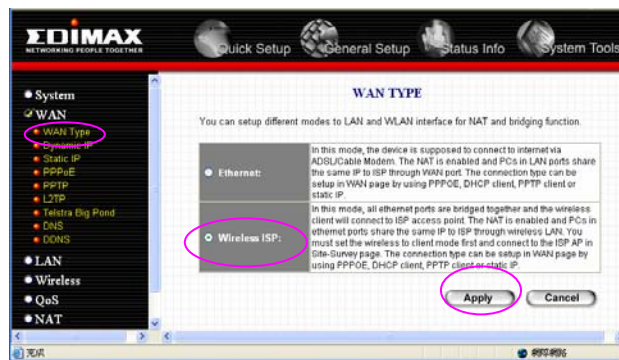 EDIMAX
NETWORKING PEOPLE TOGETHER
Quick Setup
General Setup
Status Info
System Tools
System
WAN
WAN Type
Dynamic IP
Static IP
PPPoE
PPTP
L2TP
Telstra Big Pond
DNS
DDNS
LAN
Wireless
QoS
NAT
WAN TYPE
You can setup different modes to LAN and WLAN interface for NAT and bridging function.
Ethernet:
In this mode, the device is supposed to connect to internet via
ADSL/Cable Modem. The NAT is enabled and PCs in LAN ports share
the same IP to ISP through WAN port. The connection type can be
setup in WAN page by using PPPOE, DHCP client, PPTP client or
static IP.
Wireless ISP:
In this mode, all ethernet ports are bridged together and the wireless
client will connect to ISP access point. The NAT is enabled and PCs in
ethernet ports share the same IP to ISP through wireless LAN. You
must set the wireless to client mode first and connect to the ISP AP in
Site-Survey page. The connection type can be setup in WAN page by
using PPPOE, DHCP client, PPTP client or static IP.
Apply
Cancel
完成